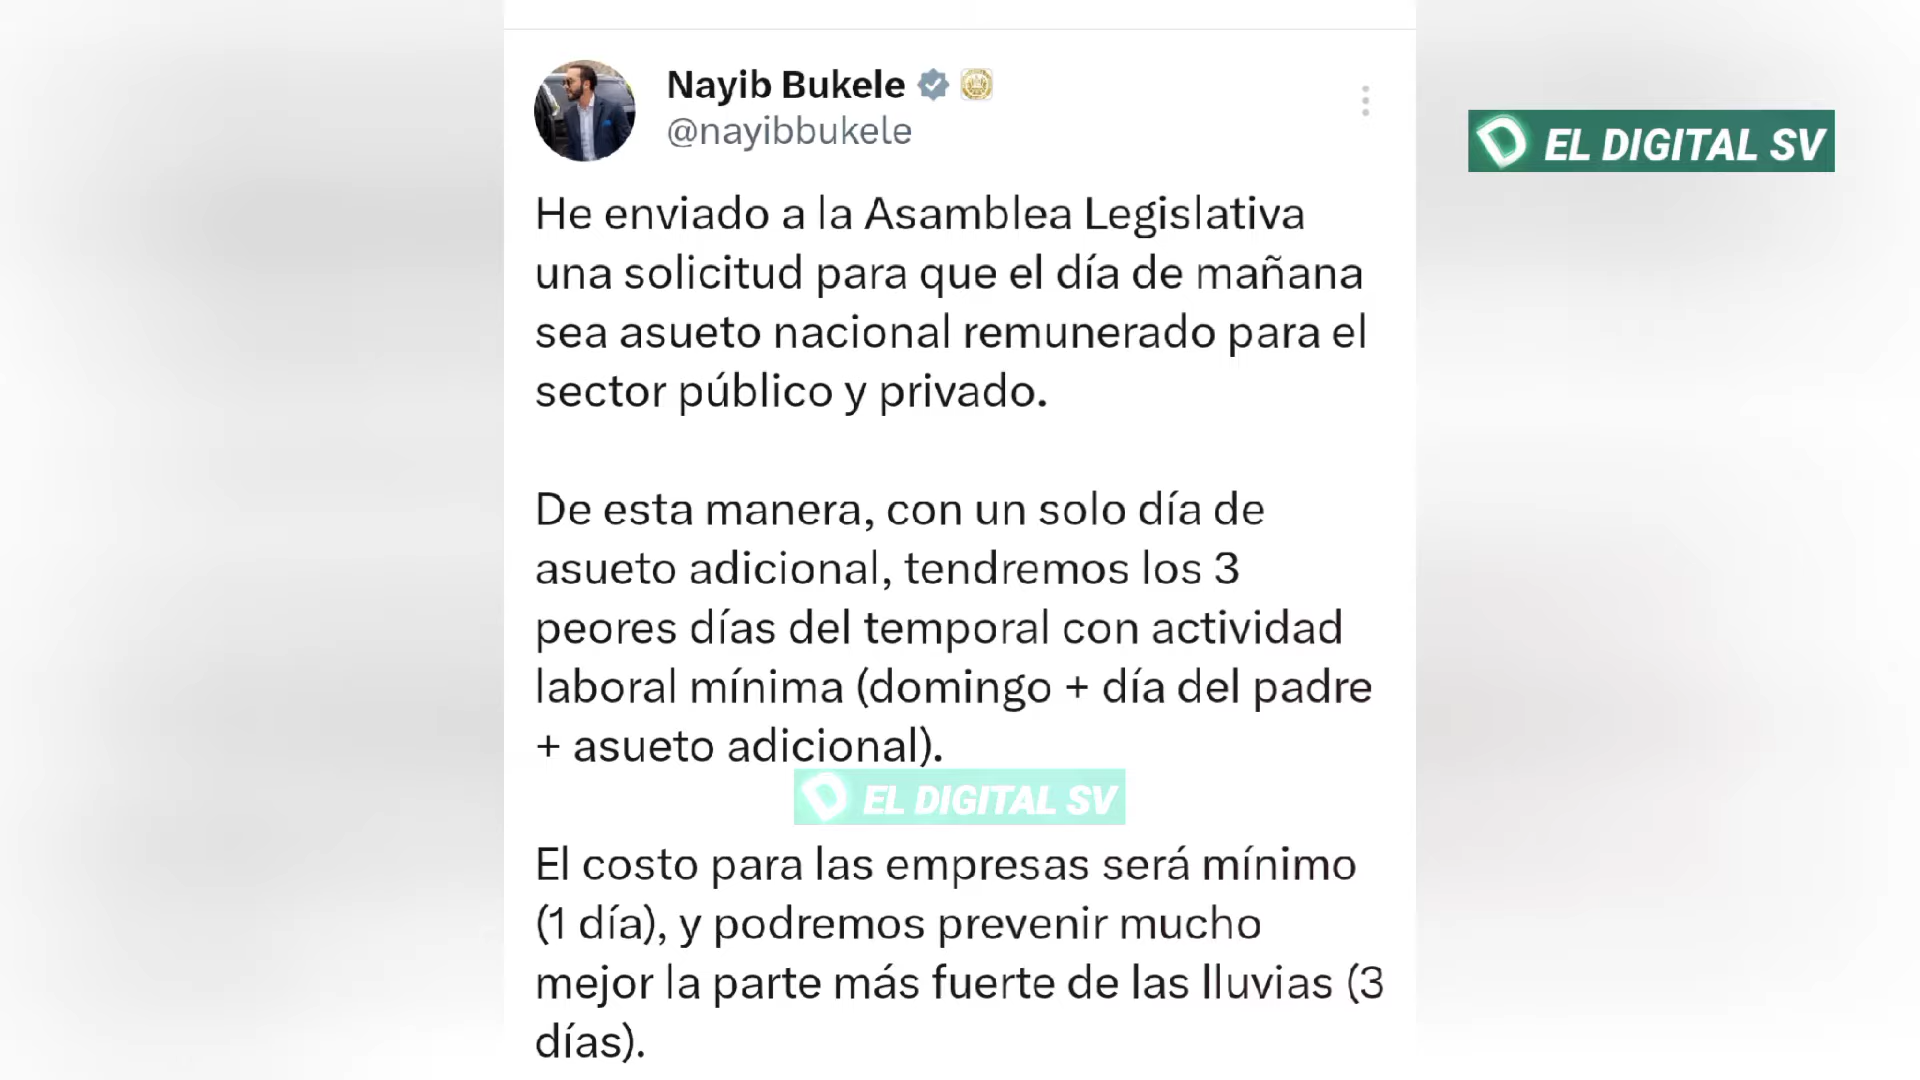 Nayib Bukele
@nayibbukele
EL DIGITAL SV
He enviado a la Asamblea Legislativa
una solicitud para que el día de mañana
sea asueto nacional remunerado para el
sector público y privado.
De esta manera, con un solo día de
asueto adicional, tendremos los 3
peores días del temporal con actividad
laboral mínima (domingo + día del padre
+ asueto adicional).
EL DIGITAL SV
El costo para las empresas será mínimo
(1 día), y podremos prevenir mucho
mejor la parte más fuerte de las lluvias (3
días).